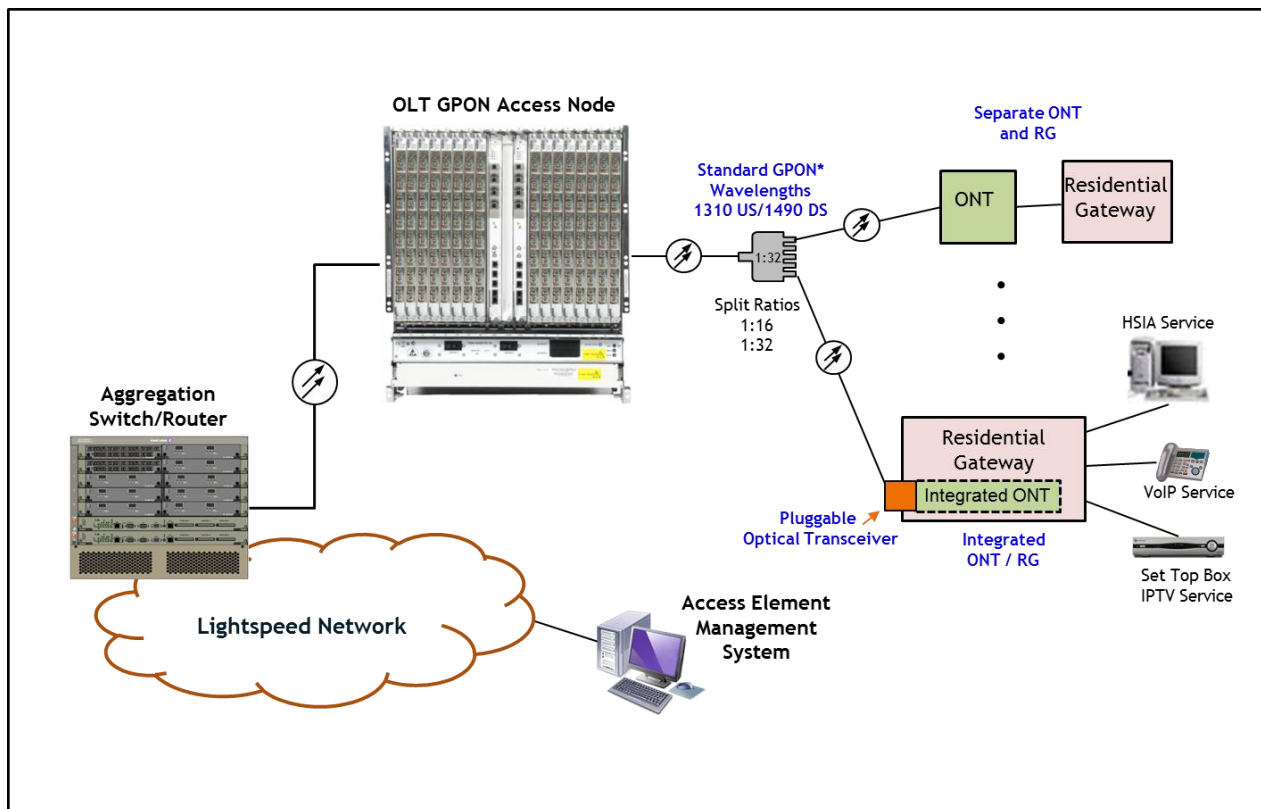 OLT GPON Access Node
Separate ONT
and RG
Standard GPON*
Wavelengths
1310 US/1490 DS
ONT
Residential
Gateway
1:32
Split Ratios
1:16
1:32
HSIA Service
Aggregation
Switch/Router
Residential
Gateway
Integrated ONT
VoIP Service
Pluggable
Optical Transceiver
Integrated
ONT / RG
Set Top Box
IPTV Service
Lightspeed Network
Access Element
Management
System